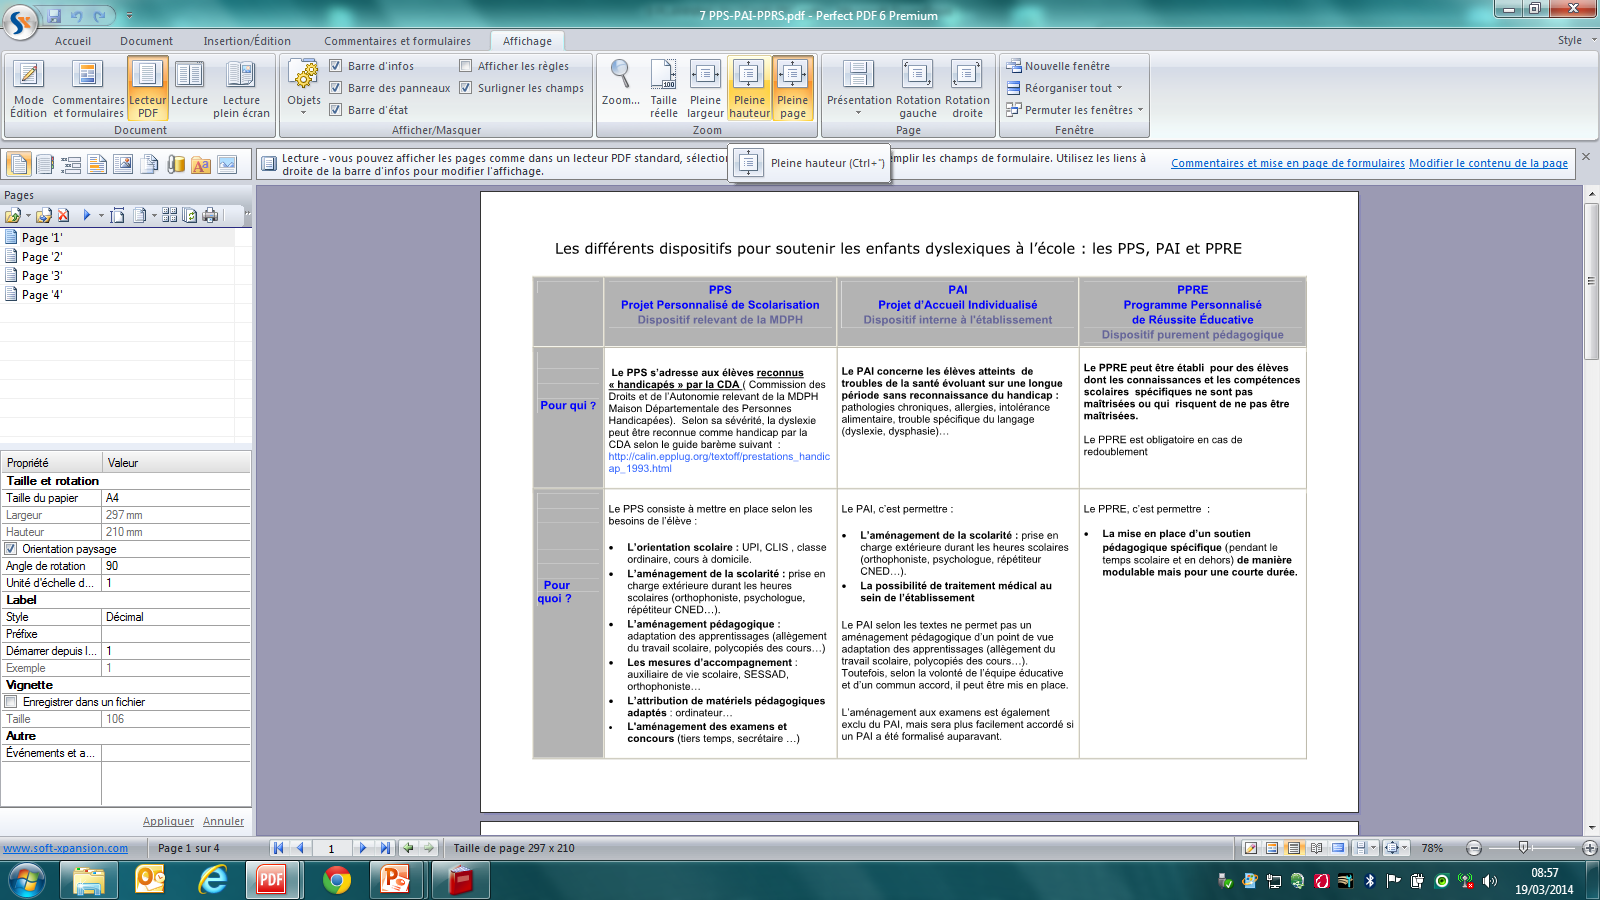 7 PPS-PAI-PPRS.pdf - Perfect PDF 6 Premium
Accueil Document Insertion/Édition Commentaires et formulaires Affichage Style
Mode Édition
Commentaires et formulaires
Lecteur PDF
Lecture
Lecture plein écran
Document
Objets
Barre d'infos
Barre des panneaux
Barre d'état
Afficher les règles
Surligner les champs
Afficher/Masquer
Zoom...
Taille réelle
Pleine largeur
Pleine hauteur
Pleine page
Zoom
Présentation
Rotation gauche
Rotation droite
Page
Nouvelle fenêtre
Réorganiser tout
Permuter les fenêtres
Fenêtre
Lecture - vous pouvez afficher les pages comme dans un lecteur PDF standard, sélection
emplir les champs de formulaire. Utilisez les liens à
droite de la barre d'infos pour modifier l'affichage.
Pleine hauteur (Ctrl+")
Commentaires et mise en page de formulaires Modifier le contenu de la page
Pages
Page '1'
Page '2'
Page '3'
Page '4'
Propriété Valeur
Taille et rotation
Taille du papier A4
Largeur 297 mm
Hauteur 210 mm
Orientation paysage
Angle de rotation 90
Unité d'échelle d... 1
Label
Style Décimal
Préfixe
Démarrer depuis l... 1
Exemple 1
Vignette
Enregistrer dans un fichier
Taille 106
Autre
Événements et a...
Appliquer Annuler
Les différents dispositifs pour soutenir les enfants dyslexiques à l'école : les PPS, PAI et PPRE
PPS
Projet Personnalisé de Scolarisation
Dispositif relevant de la MDPH
PAI
Projet d'Accueil Individualisé
Dispositif interne à l'établissement
PPRE
Programme Personnalisé
de Réussite Éducative
Dispositif purement pédagogique
Pour qui ?
Le PPS s'adresse aux élèves reconnus
« handicapés » par la CDA ( Commission des
Droits et de l'Autonomie relevant de la MDPH
Maison Départementale des Personnes
Handicapées). Selon sa sévérité, la dyslexie
peut être reconnue comme handicap par la
CDA selon le guide barème suivant :
http://calin.epplug.org/textoff/prestations_handic
ap_1993.html
Le PAI concerne les élèves atteints de
troubles de la santé évoluant sur une longue
période sans reconnaissance du handicap :
pathologies chroniques, allergies, intolérance
alimentaire, trouble spécifique du langage
(dyslexie, dysphasie)…
Le PPRE peut être établi pour des élèves
dont les connaissances et les compétences
scolaires spécifiques ne sont pas
maîtrisées ou qui risquent de ne pas être
maîtrisées.
Le PPRE est obligatoire en cas de
redoublement
Pour
quoi ?
Le PPS consiste à mettre en place selon les
besoins de l'élève :
• L'orientation scolaire : UPI, CLIS , classe
ordinaire, cours à domicile.
• L'aménagement de la scolarité : prise en
charge extérieure durant les heures
scolaires (orthophoniste, psychologue,
répétiteur CNED…).
• L'aménagement pédagogique :
adaptation des apprentissages (allègement
du travail scolaire, polycopiés des cours…)
• Les mesures d'accompagnement :
auxiliaire de vie scolaire, SESSAD,
orthophoniste…
• L'attribution de matériels pédagogiques
adaptés : ordinateur…
• L'aménagement des examens et
concours (tiers temps, secrétaire …)
Le PAI, c'est permettre :
• L'aménagement de la scolarité : prise en
charge extérieure durant les heures scolaires
(orthophoniste, psychologue, répétiteur
CNED…).
• La possibilité de traitement médical au
sein de l'établissement
Le PAI selon les textes ne permet pas un
aménagement pédagogique d'un point de vue
adaptation des apprentissages (allègement du
travail scolaire, polycopiés des cours…).
Toutefois, selon la volonté de l'équipe éducative
et d'un commun accord, il peut être mis en place.
L'aménagement aux examens est également
exclu du PAI, mais sera plus facilement accordé si
un PAI a été formalisé auparavant.
Le PPRE, c'est permettre :
• La mise en place d'un soutien
pédagogique spécifique (pendant le
temps scolaire et en dehors) de manière
modulable mais pour une courte durée.
www.soft-xpansion.com Page 1 sur 4 1 Taille de page 297 x 210 78%
PDF
08:57
19/03/2014